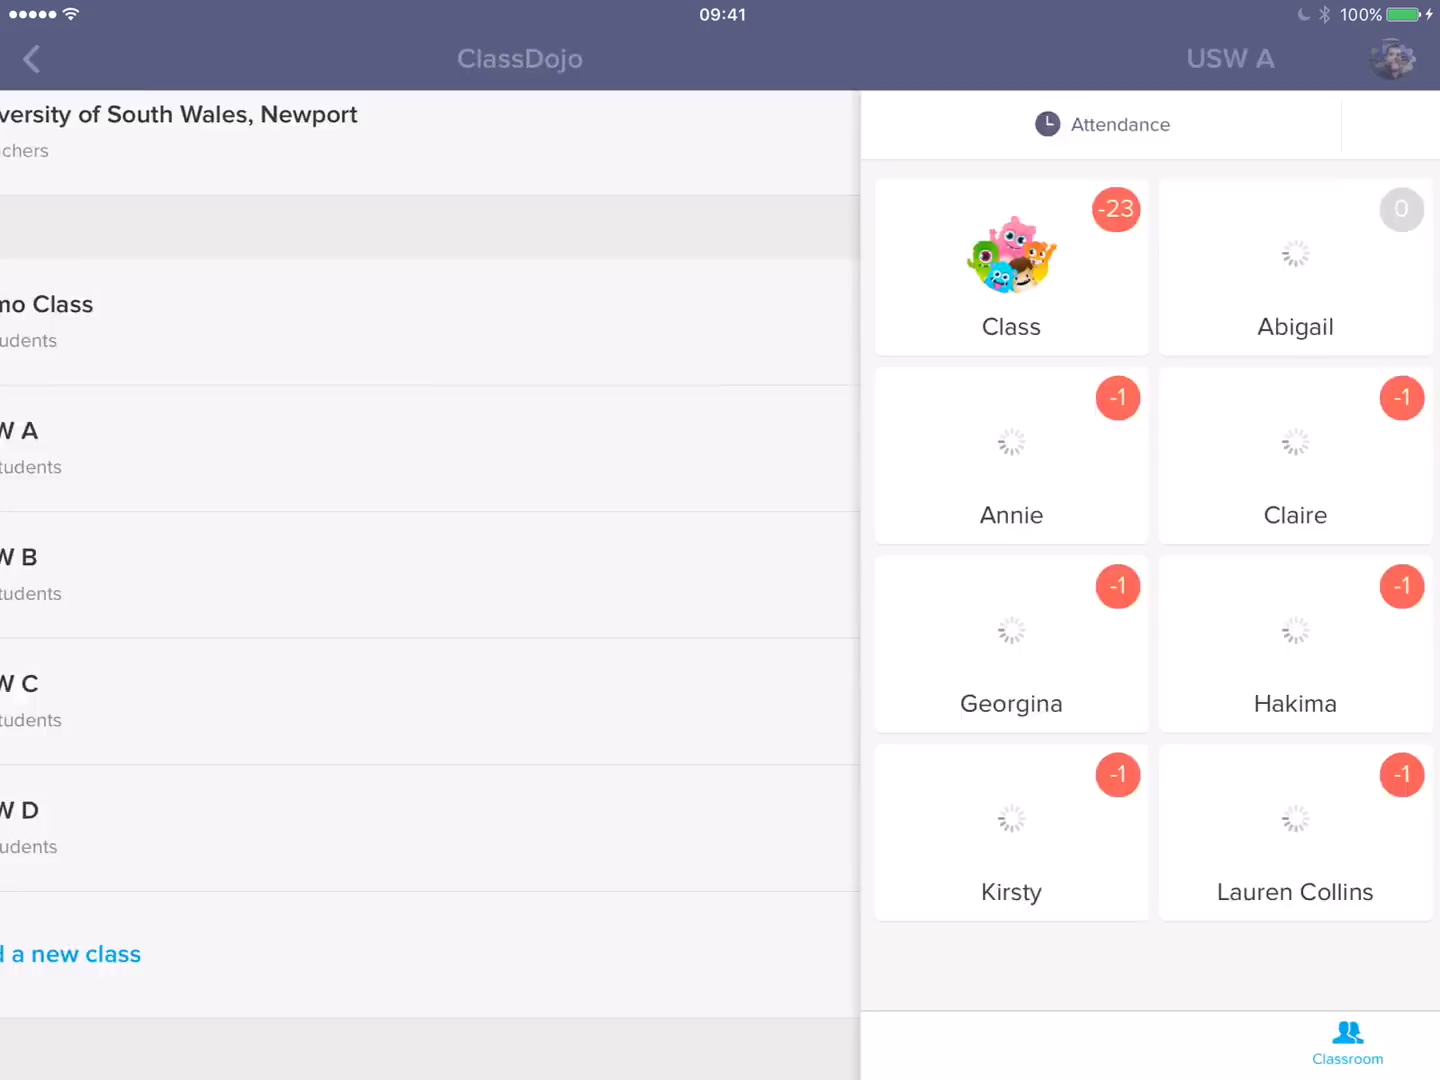 09:41
100%
ClassDojo
USW A
versity of South Wales, Newport
chers
mo Class
udents
W A
tudents
W B
tudents
W C
tudents
W D
udents
d a new class
Attendance
-23
Class
0
Abigail
-1
Annie
-1
Claire
-1
Georgina
-1
Hakima
-1
Kirsty
-1
Lauren Collins
Classroom